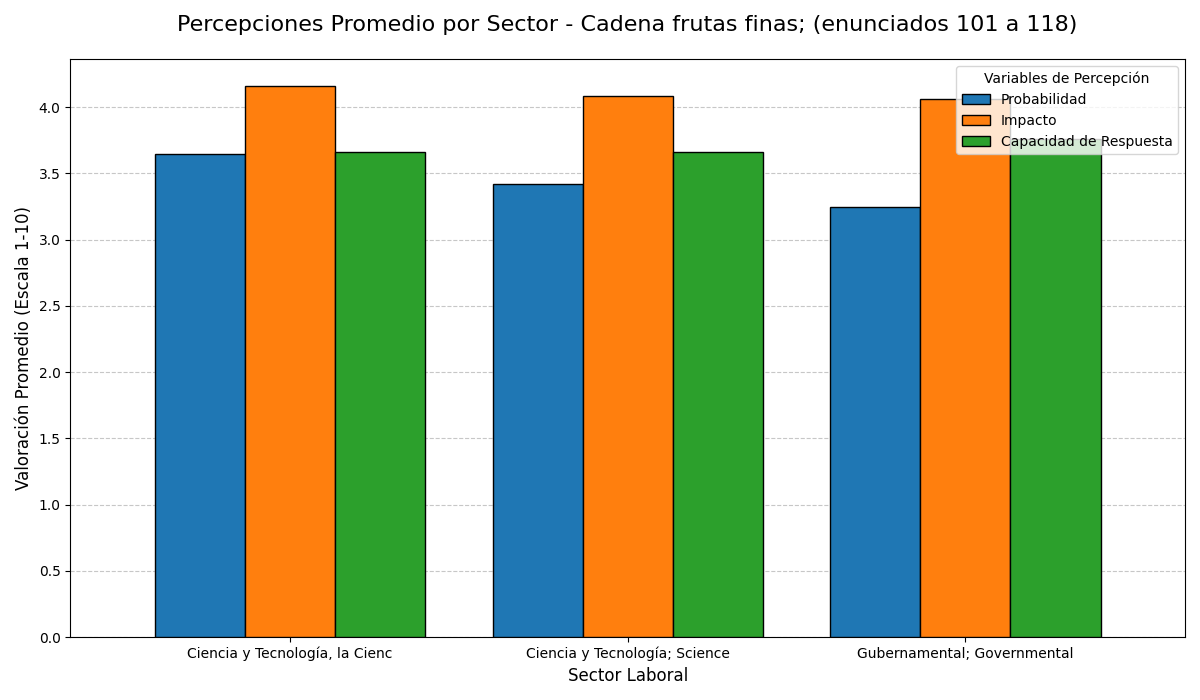 Percepciones Promedio por Sector - Cadena frutas finas; (enunciados 101 a 118)
Variables de Percepción
Probabilidad
Impacto
Capacidad de Respuesta
Valoración Promedio (Escala 1-10)
4.0
3.5
3.0
2.5
2.0
1.5
1.0
0.5
0.0
Ciencia y Tecnología, la Cienc
Ciencia y Tecnología; Science
Gubernamental; Governmental
Sector Laboral